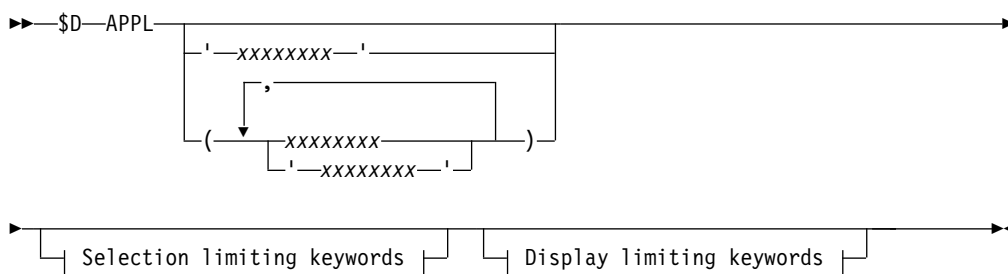 $D APPL
' xxxxxxxx '
,
( xxxxxxxx )
' xxxxxxxx '
Selection limiting keywords Display limiting keywords